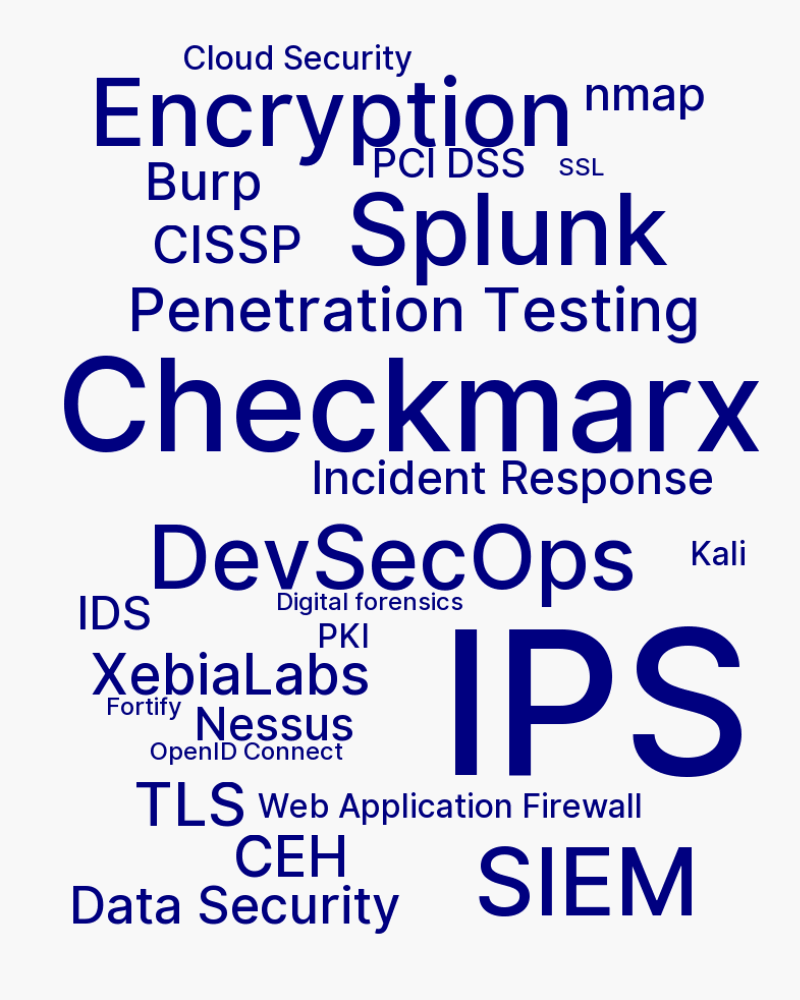 Cloud Security
Encryption
nmap
PCI DSS
SSL
Burp
Splunk
CISSP
Penetration Testing
Checkmarx
Incident Response
DevSecOps
Kali
Digital forensics
IDS
PKI
IPS
XebiaLabs
Fortify
Nessus
OpenID Connect
TLS
Web Application Firewall
CEH
SIEM
Data Security